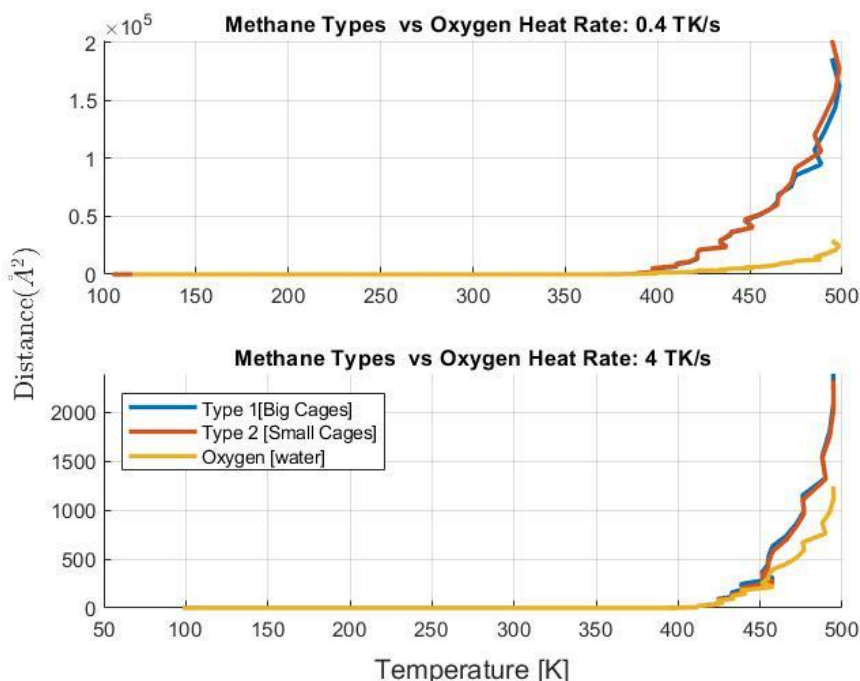 Methane Types  vs Oxygen Heat Rate: 0.4 TK/s
×10⁵
2
1.5
1
0.5
0
100 150 200 250 300 350 400 450 500
Distance(Å²)
Methane Types  vs Oxygen Heat Rate: 4 TK/s
2000
1500
1000
500
0
Type 1[Big Cages]
Type 2 [Small Cages]
Oxygen [water]
50 100 150 200 250 300 350 400 450 500
Temperature [K]